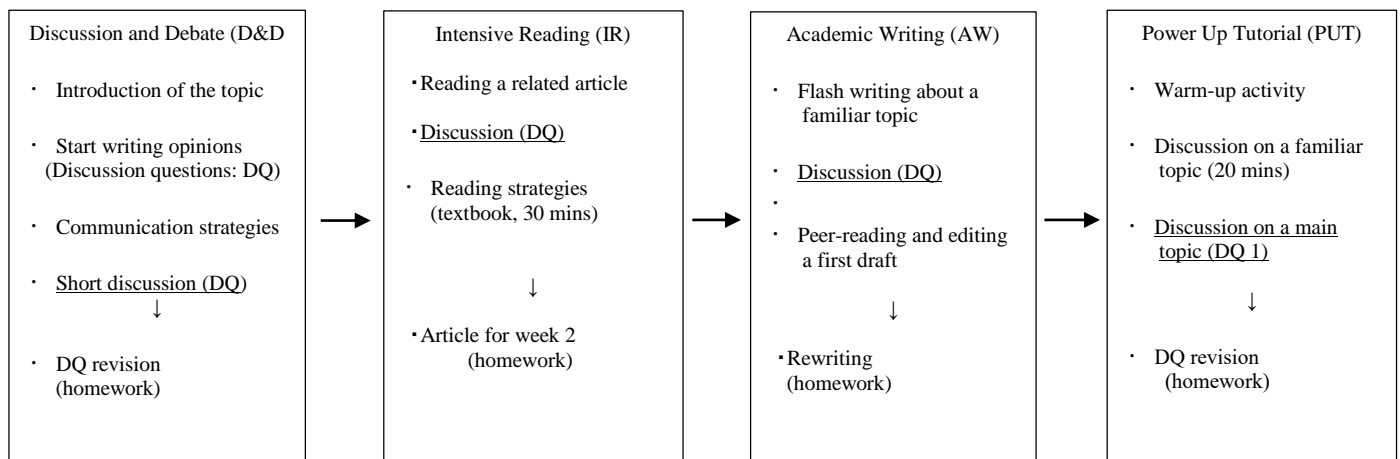 Discussion and Debate (D&D
・ Introduction of the topic
・ Start writing opinions
(Discussion questions: DQ)
・ Communication strategies
・ Short discussion (DQ)
↓
・ DQ revision
(homework)
Intensive Reading (IR)
・Reading a related article
・Discussion (DQ)
・ Reading strategies
(textbook, 30 mins)
↓
・Article for week 2
(homework)
Academic Writing (AW)
・ Flash writing about a
familiar topic
・ Discussion (DQ)
・
・ Peer-reading and editing
a first draft
↓
・Rewriting
(homework)
Power Up Tutorial (PUT)
・ Warm-up activity
・ Discussion on a familiar
topic (20 mins)
・ Discussion on a main
topic (DQ 1)
↓
・ DQ revision
(homework)